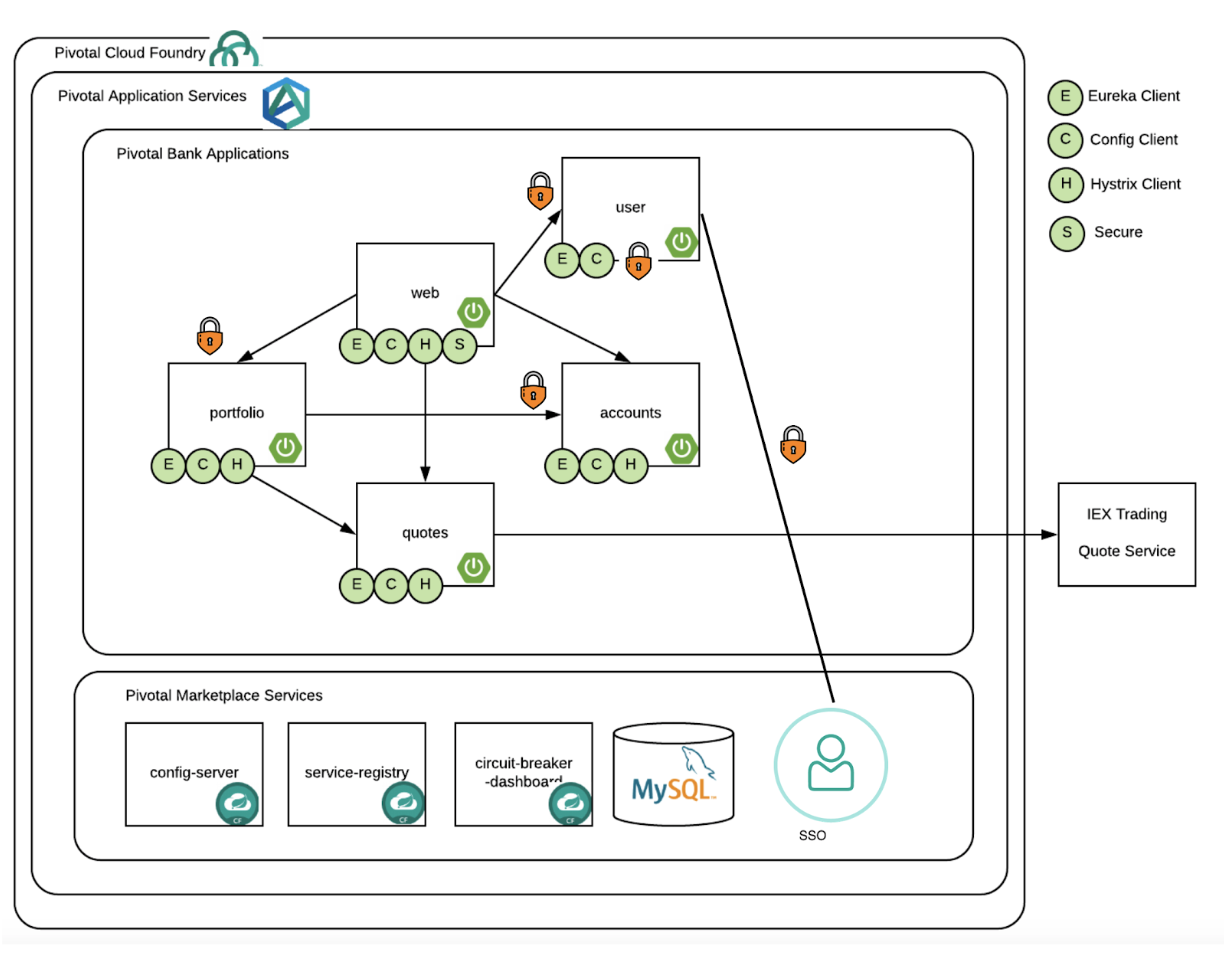 Pivotal Cloud Foundry
Pivotal Application Services
Pivotal Bank Applications
E Eureka Client
C Config Client
H Hystrix Client
S Secure
user
E C
web
E C H S
portfolio
E C H
accounts
E C H
quotes
E C H
IEX Trading
Quote Service
Pivotal Marketplace Services
config-server
CF
service-registry
CF
circuit-breaker
-dashboard
CF
MySQL
SSO